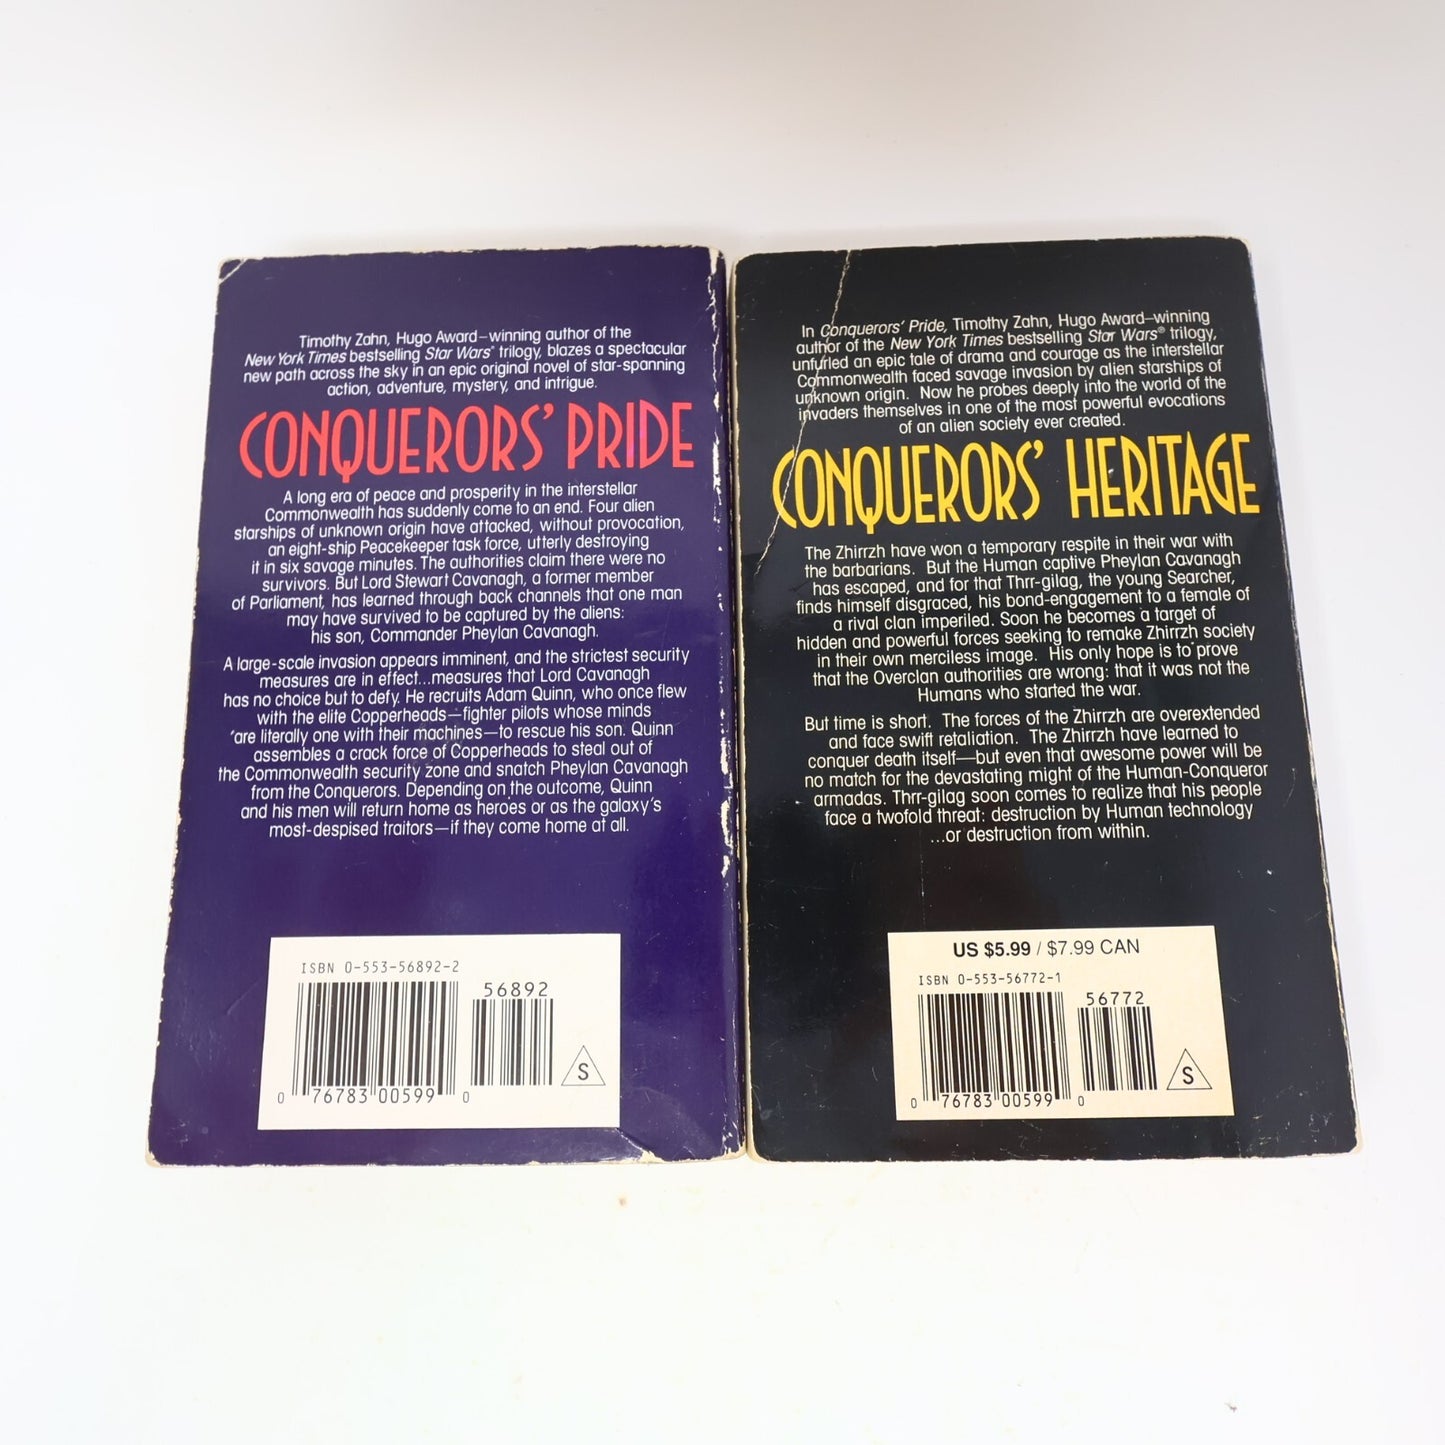 Timothy Zahn, Hugo Award–winning author of the
New York Times bestselling Star Wars® trilogy, blazes a spectacular
new path across the sky in an epic original novel of star-spanning
action, adventure, mystery, and intrigue.
CONQUERORS' PRIDE
A long era of peace and prosperity in the interstellar
Commonwealth has suddenly come to an end. Four alien
starships of unknown origin have attacked, without provocation,
an eight-ship Peacekeeper task force, utterly destroying
it in six savage minutes. The authorities claim there were no
survivors. But Lord Stewart Cavanagh, a former member
of Parliament, has learned through back channels that one man
may have survived to be captured by the aliens:
his son, Commander Pheylan Cavanagh.
A large-scale invasion appears imminent, and the strictest security
measures are in effect...measures that Lord Cavanagh
has no choice but to defy. He recruits Adam Quinn, who once flew
with the elite Copperheads—fighter pilots whose minds
are literally one with their machines—to rescue his son. Quinn
assembles a crack force of Copperheads to steal out of
the Commonwealth security zone and snatch Pheylan Cavanagh
from the Conquerors. Depending on the outcome, Quinn
and his men will return home as heroes or as the galaxy's
most-despised traitors—if they come home at all.
ISBN 0-553-56892-2
56892
S
0 76783 00599 0
In Conquerors' Pride, Timothy Zahn, Hugo Award–winning
author of the New York Times bestselling Star Wars® trilogy,
unfurled an epic tale of drama and courage as the interstellar
Commonwealth faced savage invasion by alien starships of
unknown origin. Now he probes deeply into the world of the
invaders themselves in one of the most powerful evocations
of an alien society ever created.
CONQUERORS' HERITAGE
The Zhirrzh have won a temporary respite in their war with
the barbarians. But the Human captive Pheylan Cavanagh
has escaped, and for that Thrr-gilag, the young Searcher,
finds himself disgraced, his bond-engagement to a female of
a rival clan imperiled. Soon he becomes a target of
hidden and powerful forces seeking to remake Zhirrzh society
in their own merciless image. His only hope is to prove
that the Overclan authorities are wrong: that it was not the
Humans who started the war.
But time is short. The forces of the Zhirrzh are overextended
and face swift retaliation. The Zhirrzh have learned to
conquer death itself—but even that awesome power will be
no match for the devastating might of the Human-Conqueror
armadas. Thrr-gilag soon comes to realize that his people
face a twofold threat: destruction by Human technology
...or destruction from within.
US $5.99 / $7.99 CAN
ISBN 0-553-56772-1
56772
S
0 76783 00599 0